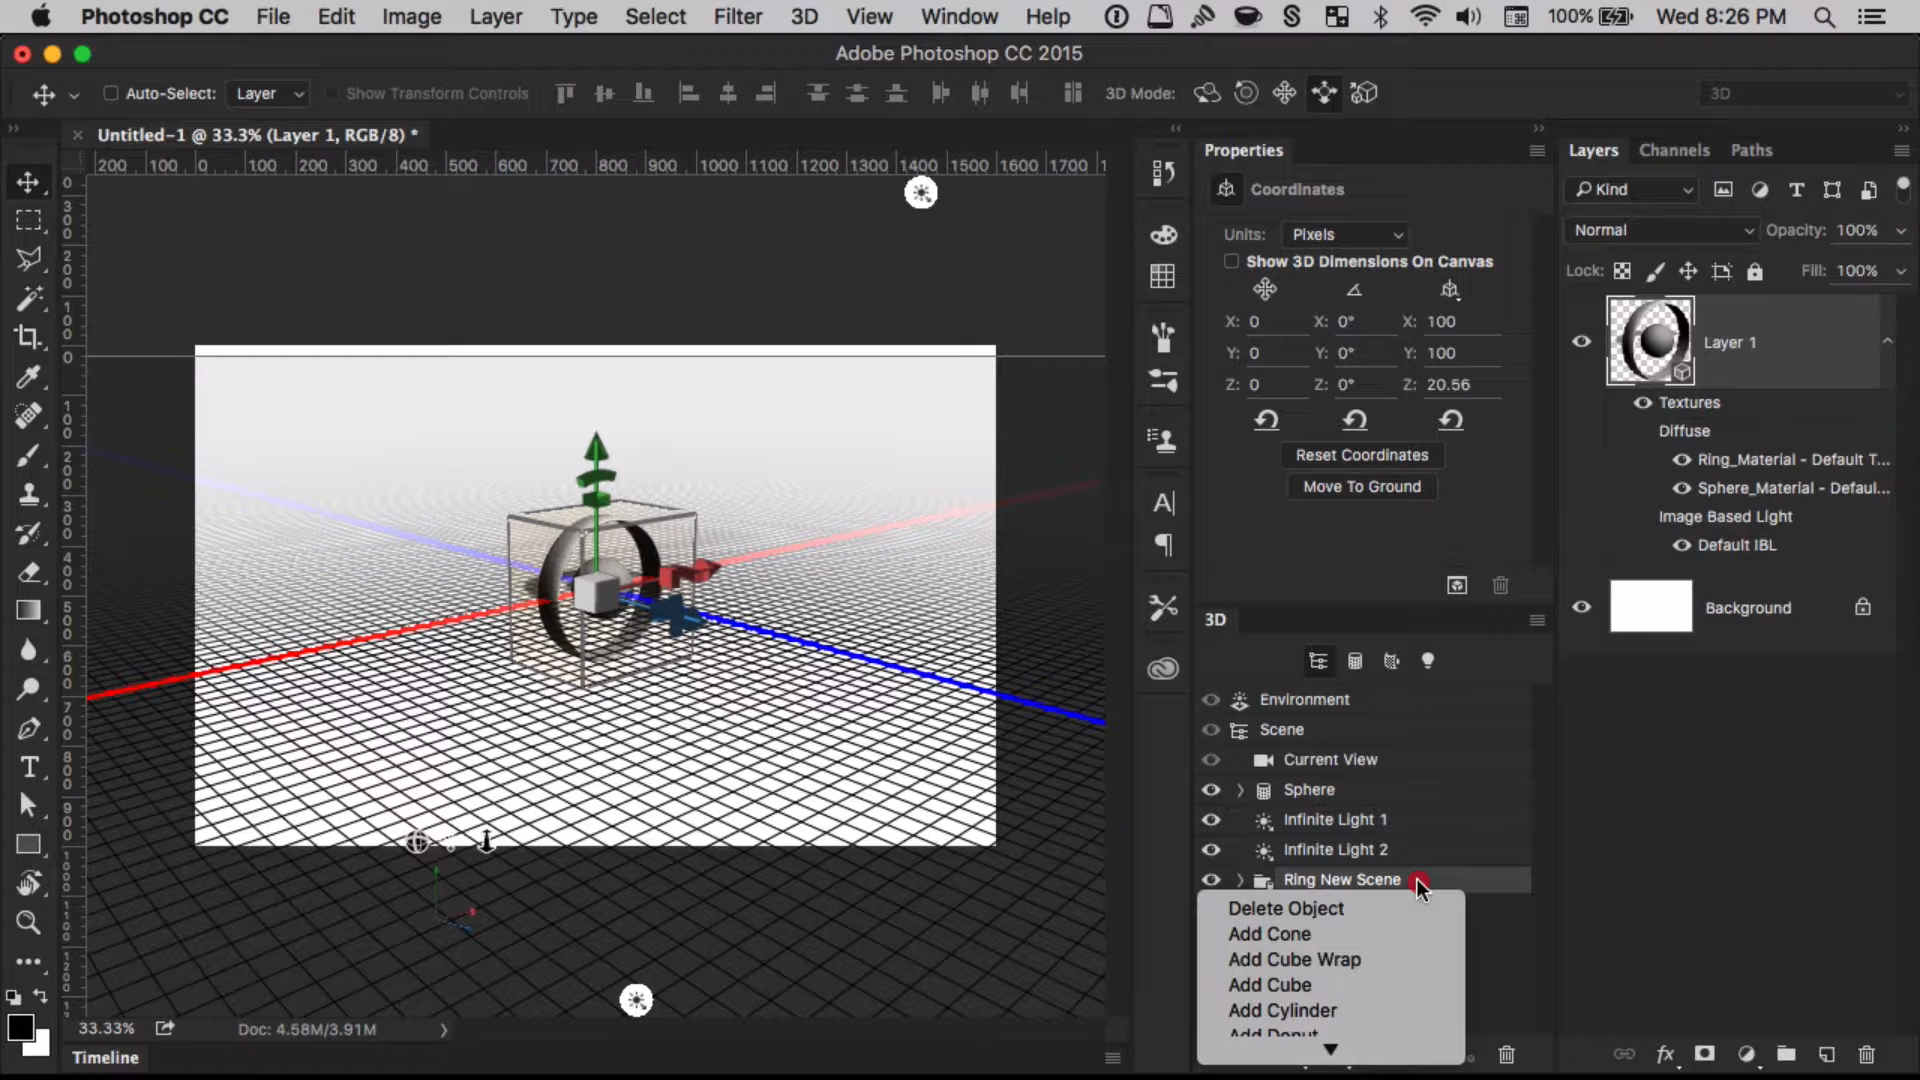 Photoshop CC File Edit Image Layer Type Select Filter 3D View Window Help 100% Wed 8:26 PM
Adobe Photoshop CC 2015
Auto-Select: Layer Show Transform Controls 3D Mode: 3D
Untitled-1 @ 33.3% (Layer 1, RGB/8) *
200 100 0 100 200 300 400 500 600 700 800 900 1000 1100 1200 1300 1400 1500 1600 1700
Properties
Coordinates
Units: Pixels
Show 3D Dimensions On Canvas
X: 0 X: 0° X: 100
Y: 0 Y: 0° Y: 100
Z: 0 Z: 0° Z: 20.56
Reset Coordinates
Move To Ground
3D
Environment
Scene
Current View
Sphere
Infinite Light 1
Infinite Light 2
Ring New Scene
Delete Object
Add Cone
Add Cube Wrap
Add Cube
Add Cylinder
Add Donut
Layers Channels Paths
Kind
Normal Opacity: 100%
Lock: Fill: 100%
Layer 1
Textures
Diffuse
Ring_Material - Default T...
Sphere_Material - Defaul...
Image Based Light
Default IBL
Background
33.33% Doc: 4.58M/3.91M
Timeline